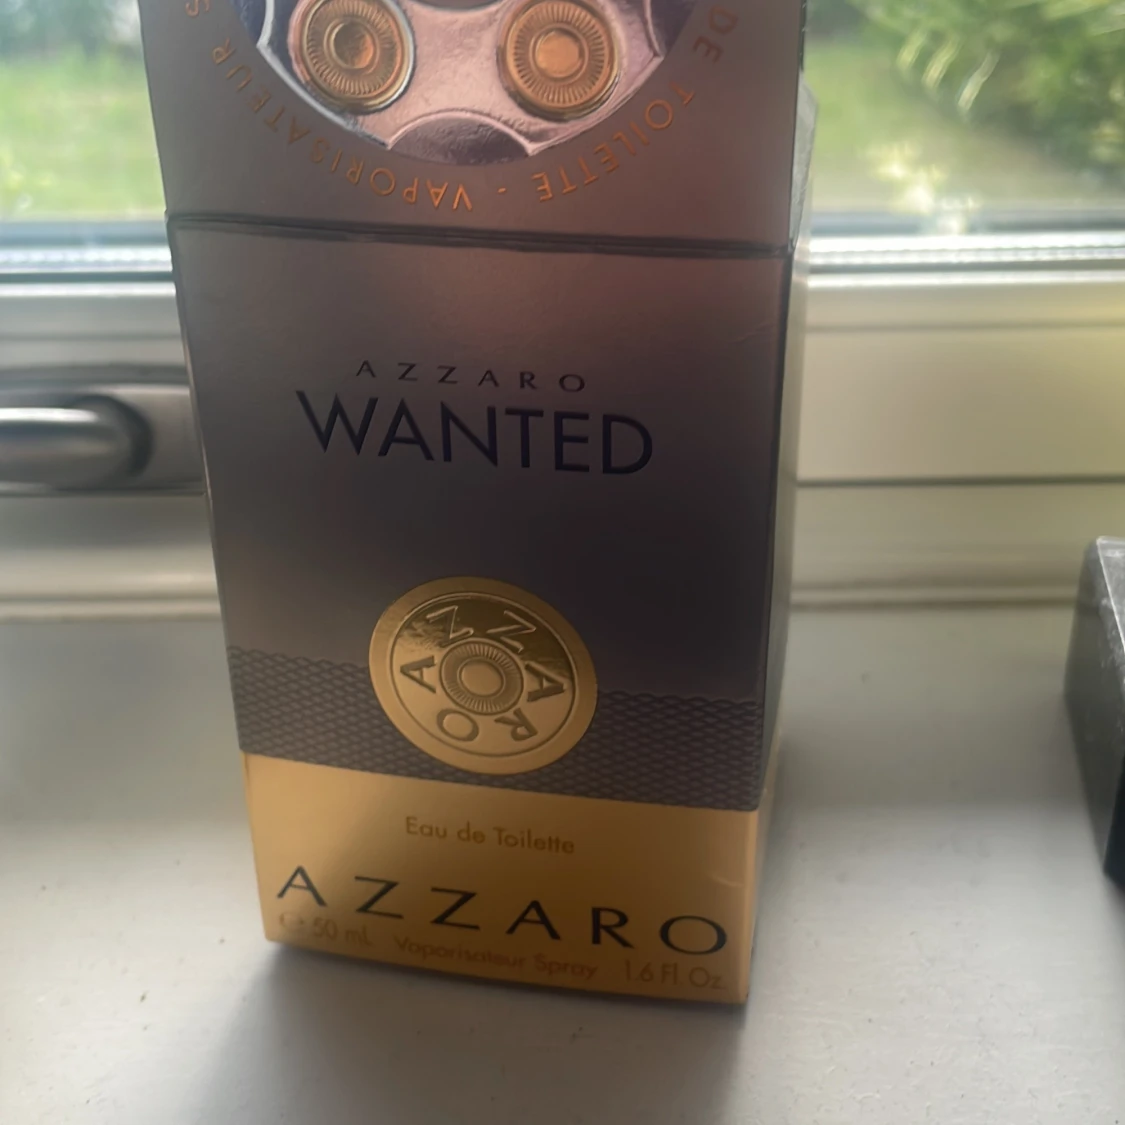 DE TOILETTE - VAPORISATEUR S
AZZARO
WANTED
AZZARO
Eau de Toilette
AZZARO
e 50 mL Vaporisateur Spray 1.6 Fl. Oz.